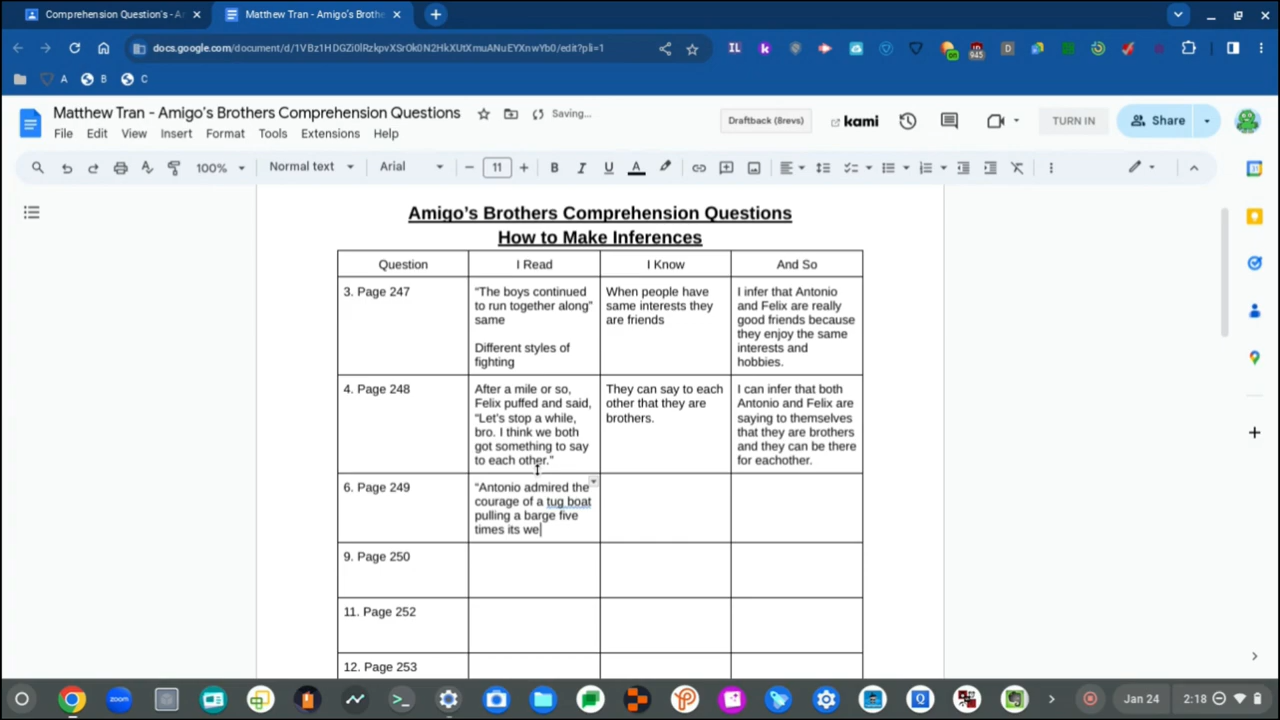 Comprehension Question's - Ar
Matthew Tran - Amigo's Brothe
docs.google.com/document/d/1VBz1HDGZi0lRzkpvXSrOk0N2HkXUtXmuANuEYXnwYb0/edit?pli=1
A
B
C
Matthew Tran - Amigo's Brothers Comprehension Questions
Saving...
Draftback (8revs)
kami
TURN IN
Share
File Edit View Insert Format Tools Extensions Help
100%
Normal text
Arial
11
Amigo's Brothers Comprehension Questions
How to Make Inferences
Question
I Read
I Know
And So
3. Page 247
"The boys continued
to run together along"
same
Different styles of
fighting
When people have
same interests they
are friends
I infer that Antonio
and Felix are really
good friends because
they enjoy the same
interests and
hobbies.
4. Page 248
After a mile or so,
Felix puffed and said,
"Let's stop a while,
bro. I think we both
got something to say
to each other."
They can say to each
other that they are
brothers.
I can infer that both
Antonio and Felix are
saying to themselves
that they are brothers
and they can be there
for eachother.
6. Page 249
"Antonio admired the
courage of a tug boat
pulling a barge five
times its we
9. Page 250
11. Page 252
12. Page 253
zoom
Jan 24
2:18